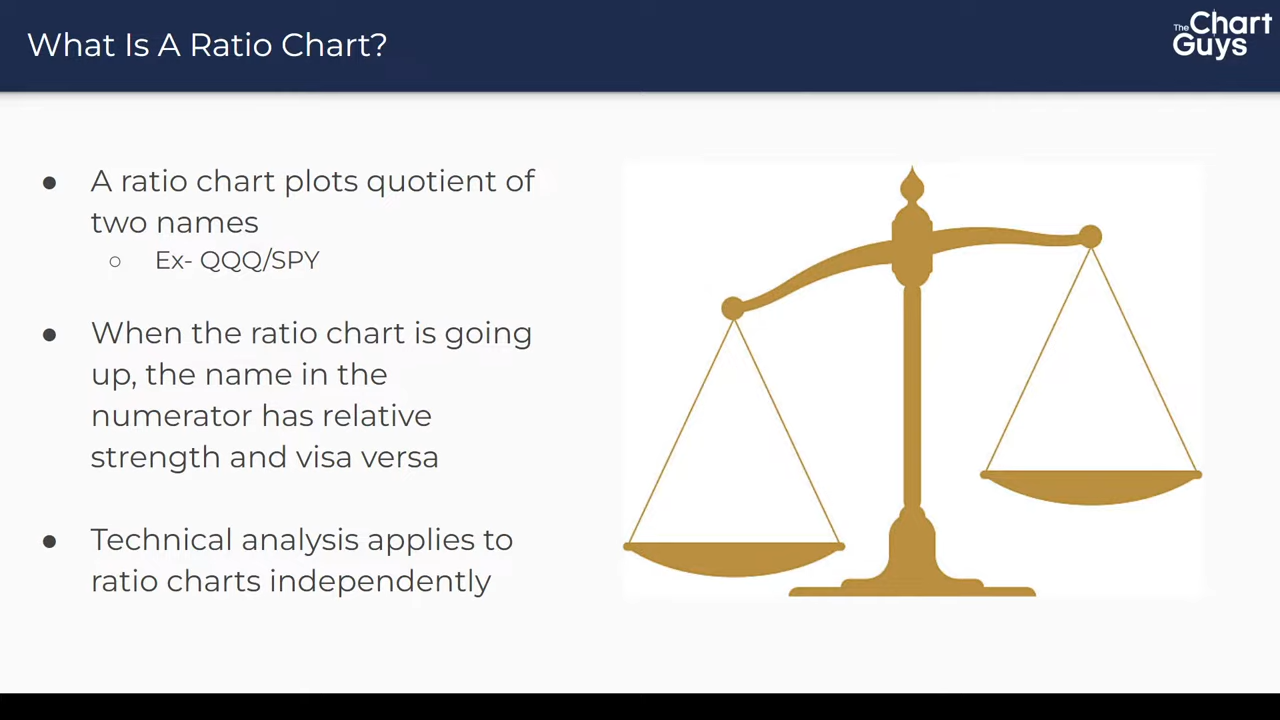 What Is A Ratio Chart?
The Chart
Guys
● A ratio chart plots quotient of
two names
○ Ex- QQQ/SPY
● When the ratio chart is going
up, the name in the
numerator has relative
strength and visa versa
● Technical analysis applies to
ratio charts independently